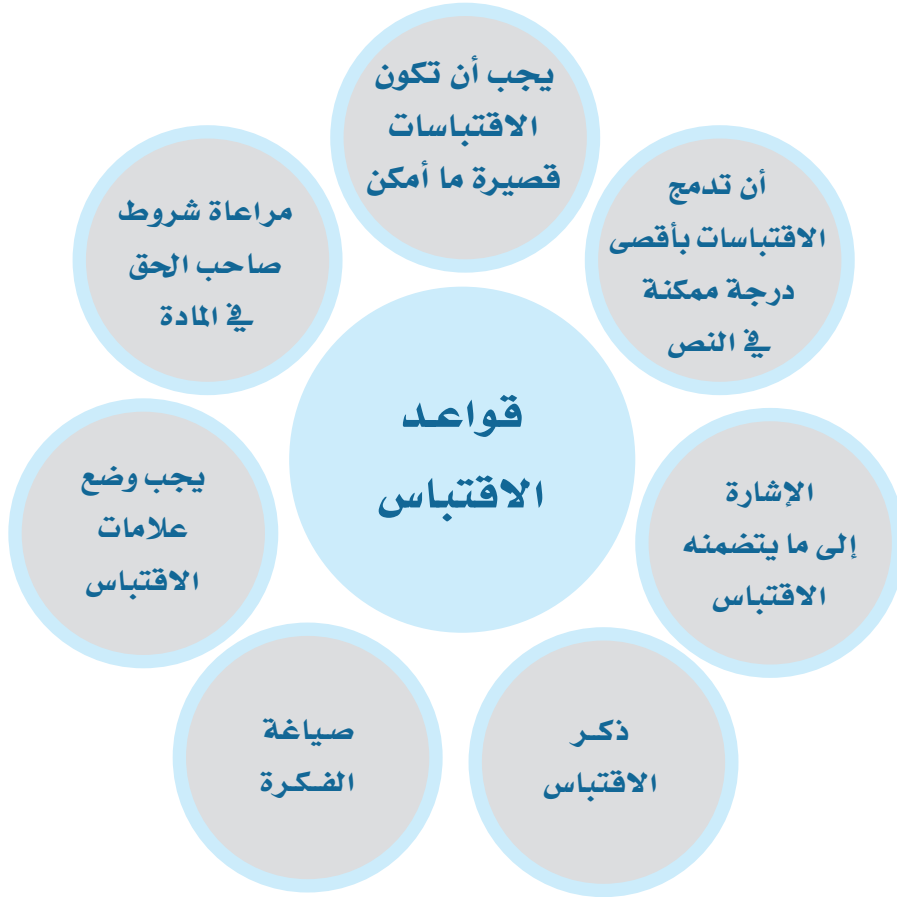 قواعد
الاقتباس
يجب أن تكون
الاقتباسات
قصيرة ما أمكن
أن تدمج
الاقتباسات بأقصى
درجة ممكنة
في النص
الإشارة
إلى ما يتضمنه
الاقتباس
ذكر
الاقتباس
صياغة
الفكرة
يجب وضع
علامات
الاقتباس
مراعاة شروط
صاحب الحق
في المادة